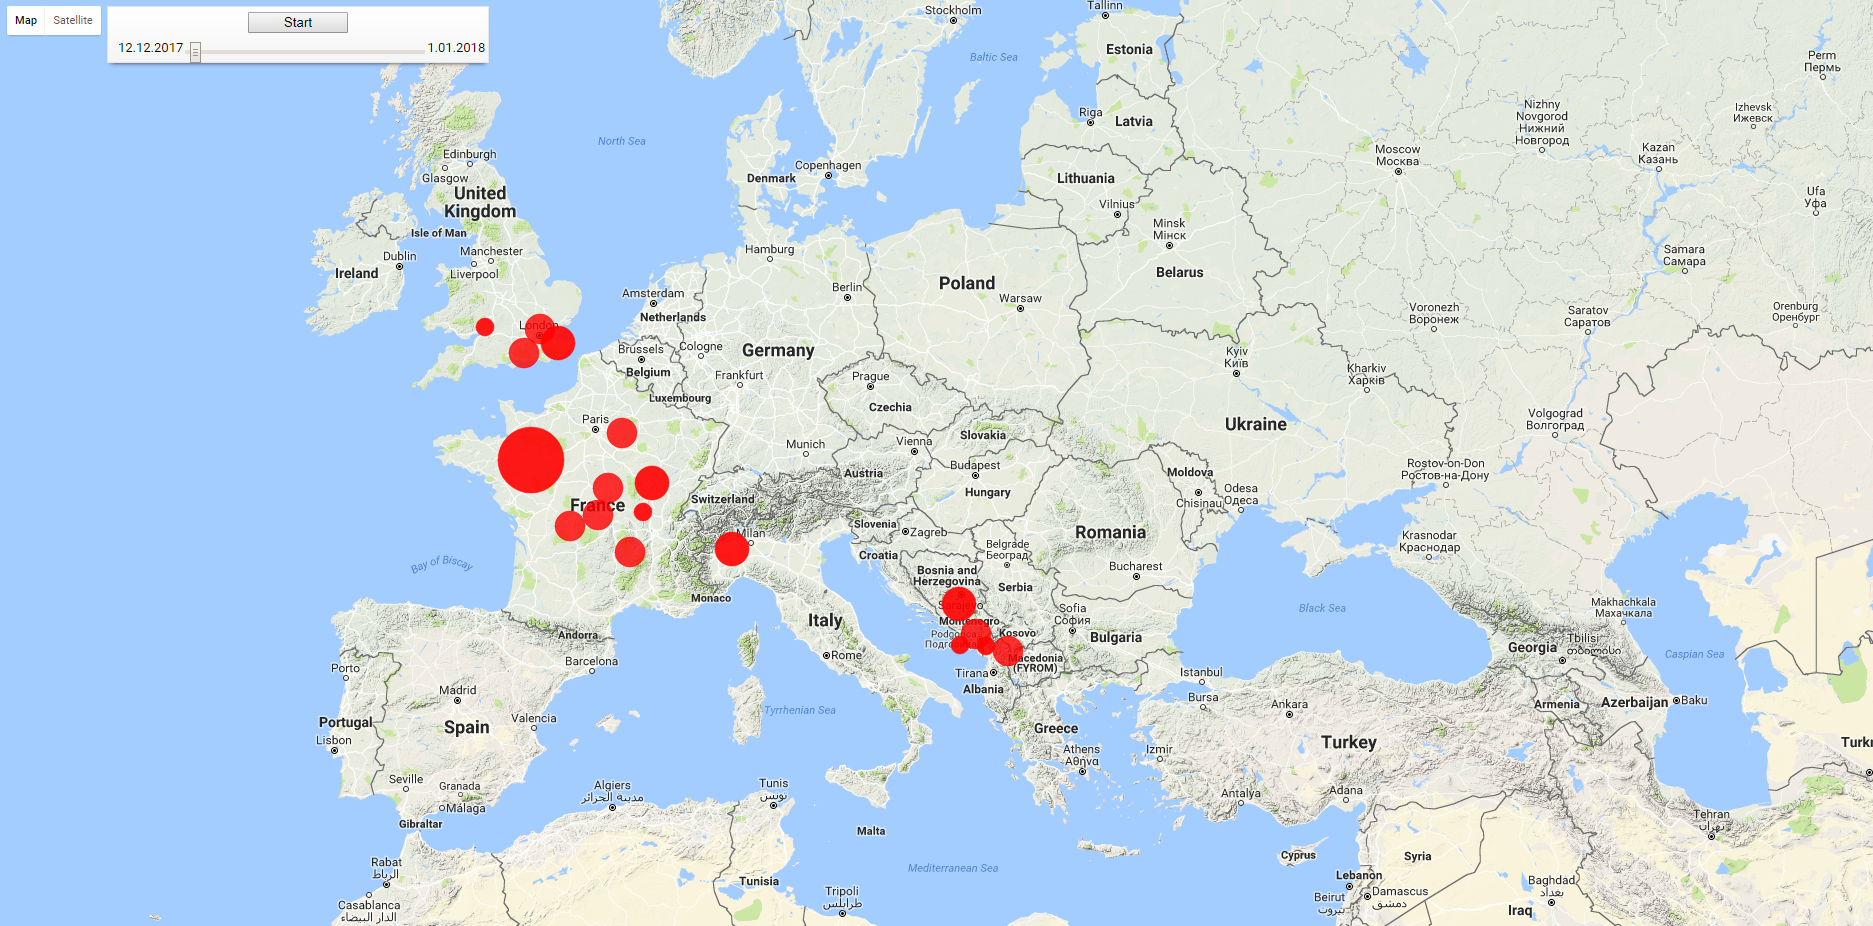 Map
Satellite
Start
12.12.2017
1.01.2018
Stockholm
Tallinn
Estonia
Baltic Sea
Perm
Пермь
Riga
Latvia
Nizhny
Novgorod
Нижний
Новгород
Izhevsk
Ижевск
North Sea
Edinburgh
Glasgow
United
Kingdom
Copenhagen
Denmark
Lithuania
Vilnius
Moscow
Москва
Kazan
Казань
Ufa
Уфа
Isle of Man
Minsk
Мінск
Dublin
Manchester
Liverpool
Ireland
Hamburg
Belarus
Samara
Самара
Amsterdam
Netherlands
Berlin
Poland
Warsaw
Voronezh
Воронеж
Saratov
Саратов
Orenburg
Оренбург
London
Brussels
Belgium
Cologne
Germany
Frankfurt
Luxembourg
Prague
Czechia
Kyiv
Київ
Kharkiv
Харків
Paris
Munich
Vienna
Slovakia
Ukraine
Volgograd
Волгоград
Austria
Budapest
Hungary
Moldova
Chisinau
Odesa
Одеса
Rostov-on-Don
Ростов-на-Дону
France
Switzerland
Milan
Slovenia
Zagreb
Croatia
Belgrade
Београд
Romania
Krasnodar
Краснодар
Bay of Biscay
Bosnia and
Herzegovina
Serbia
Bucharest
Monaco
Sarajevo
Sofia
София
Black Sea
Makhachkala
Махачкала
Italy
Montenegro
Podgorica
Kosovo
Bulgaria
Andorra
Tbilisi
თბილისი
Georgia
Caspian Sea
Porto
Barcelona
Rome
Macedonia
(FYROM)
Tirana
Albania
Istanbul
Bursa
Madrid
Ankara
Armenia
Azerbaijan
Baku
Portugal
Lisbon
Spain
Valencia
Tyrrhenian Sea
Greece
Athens
Αθήνα
Izmir
Turkey
Turkr
Seville
Granada
Málaga
Gibraltar
Algiers
مدينة الجزائر
Tunis
تونس
Antalya
Adana
Tehran
تهران
Malta
Cyprus
Syria
Rabat
الرباط
Mediterranean Sea
Lebanon
Beirut
بيروت
Damascus
دمشق
Baghdad
بغداد
Tunisia
Tripoli
طرابلس
Casablanca
الدار البيضاء
Iraq